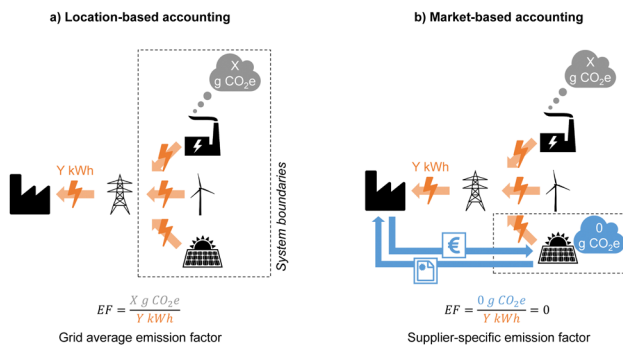 a) Location-based accounting
X
g CO₂e
Y kWh
System boundaries
EF = X g CO₂e / Y kWh
Grid average emission factor
b) Market-based accounting
X
g CO₂e
Y kWh
0
g CO₂e
€
EF = 0 g CO₂e / Y kWh = 0
Supplier-specific emission factor